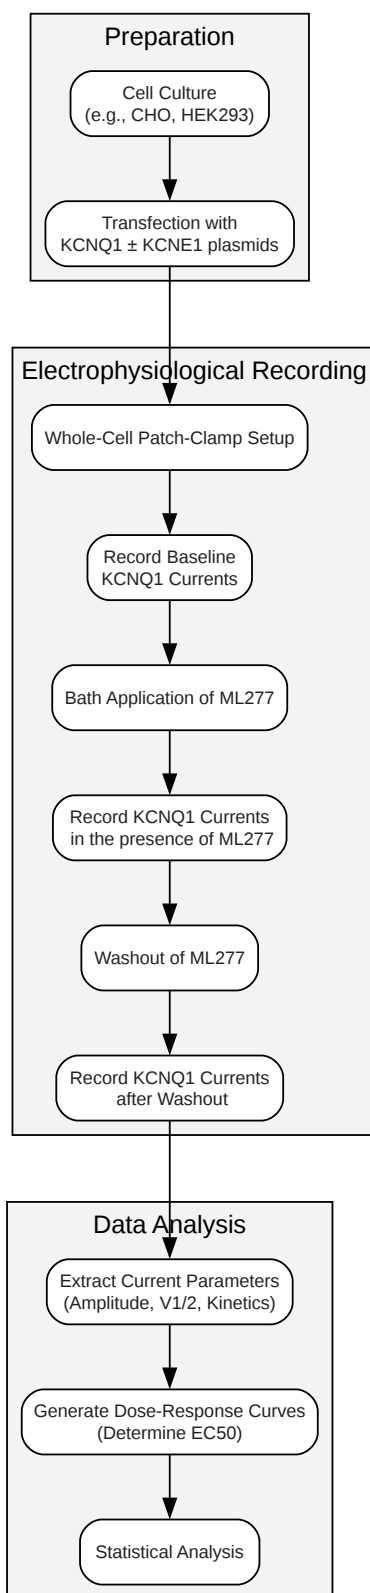 Preparation
Cell Culture
(e.g., CHO, HEK293)
Transfection with
KCNQ1 ± KCNE1 plasmids
Electrophysiological Recording
Whole-Cell Patch-Clamp Setup
Record Baseline
KCNQ1 Currents
Bath Application of ML277
Record KCNQ1 Currents
in the presence of ML277
Washout of ML277
Record KCNQ1 Currents
after Washout
Data Analysis
Extract Current Parameters
(Amplitude, V1/2, Kinetics)
Generate Dose-Response Curves
(Determine EC50)
Statistical Analysis